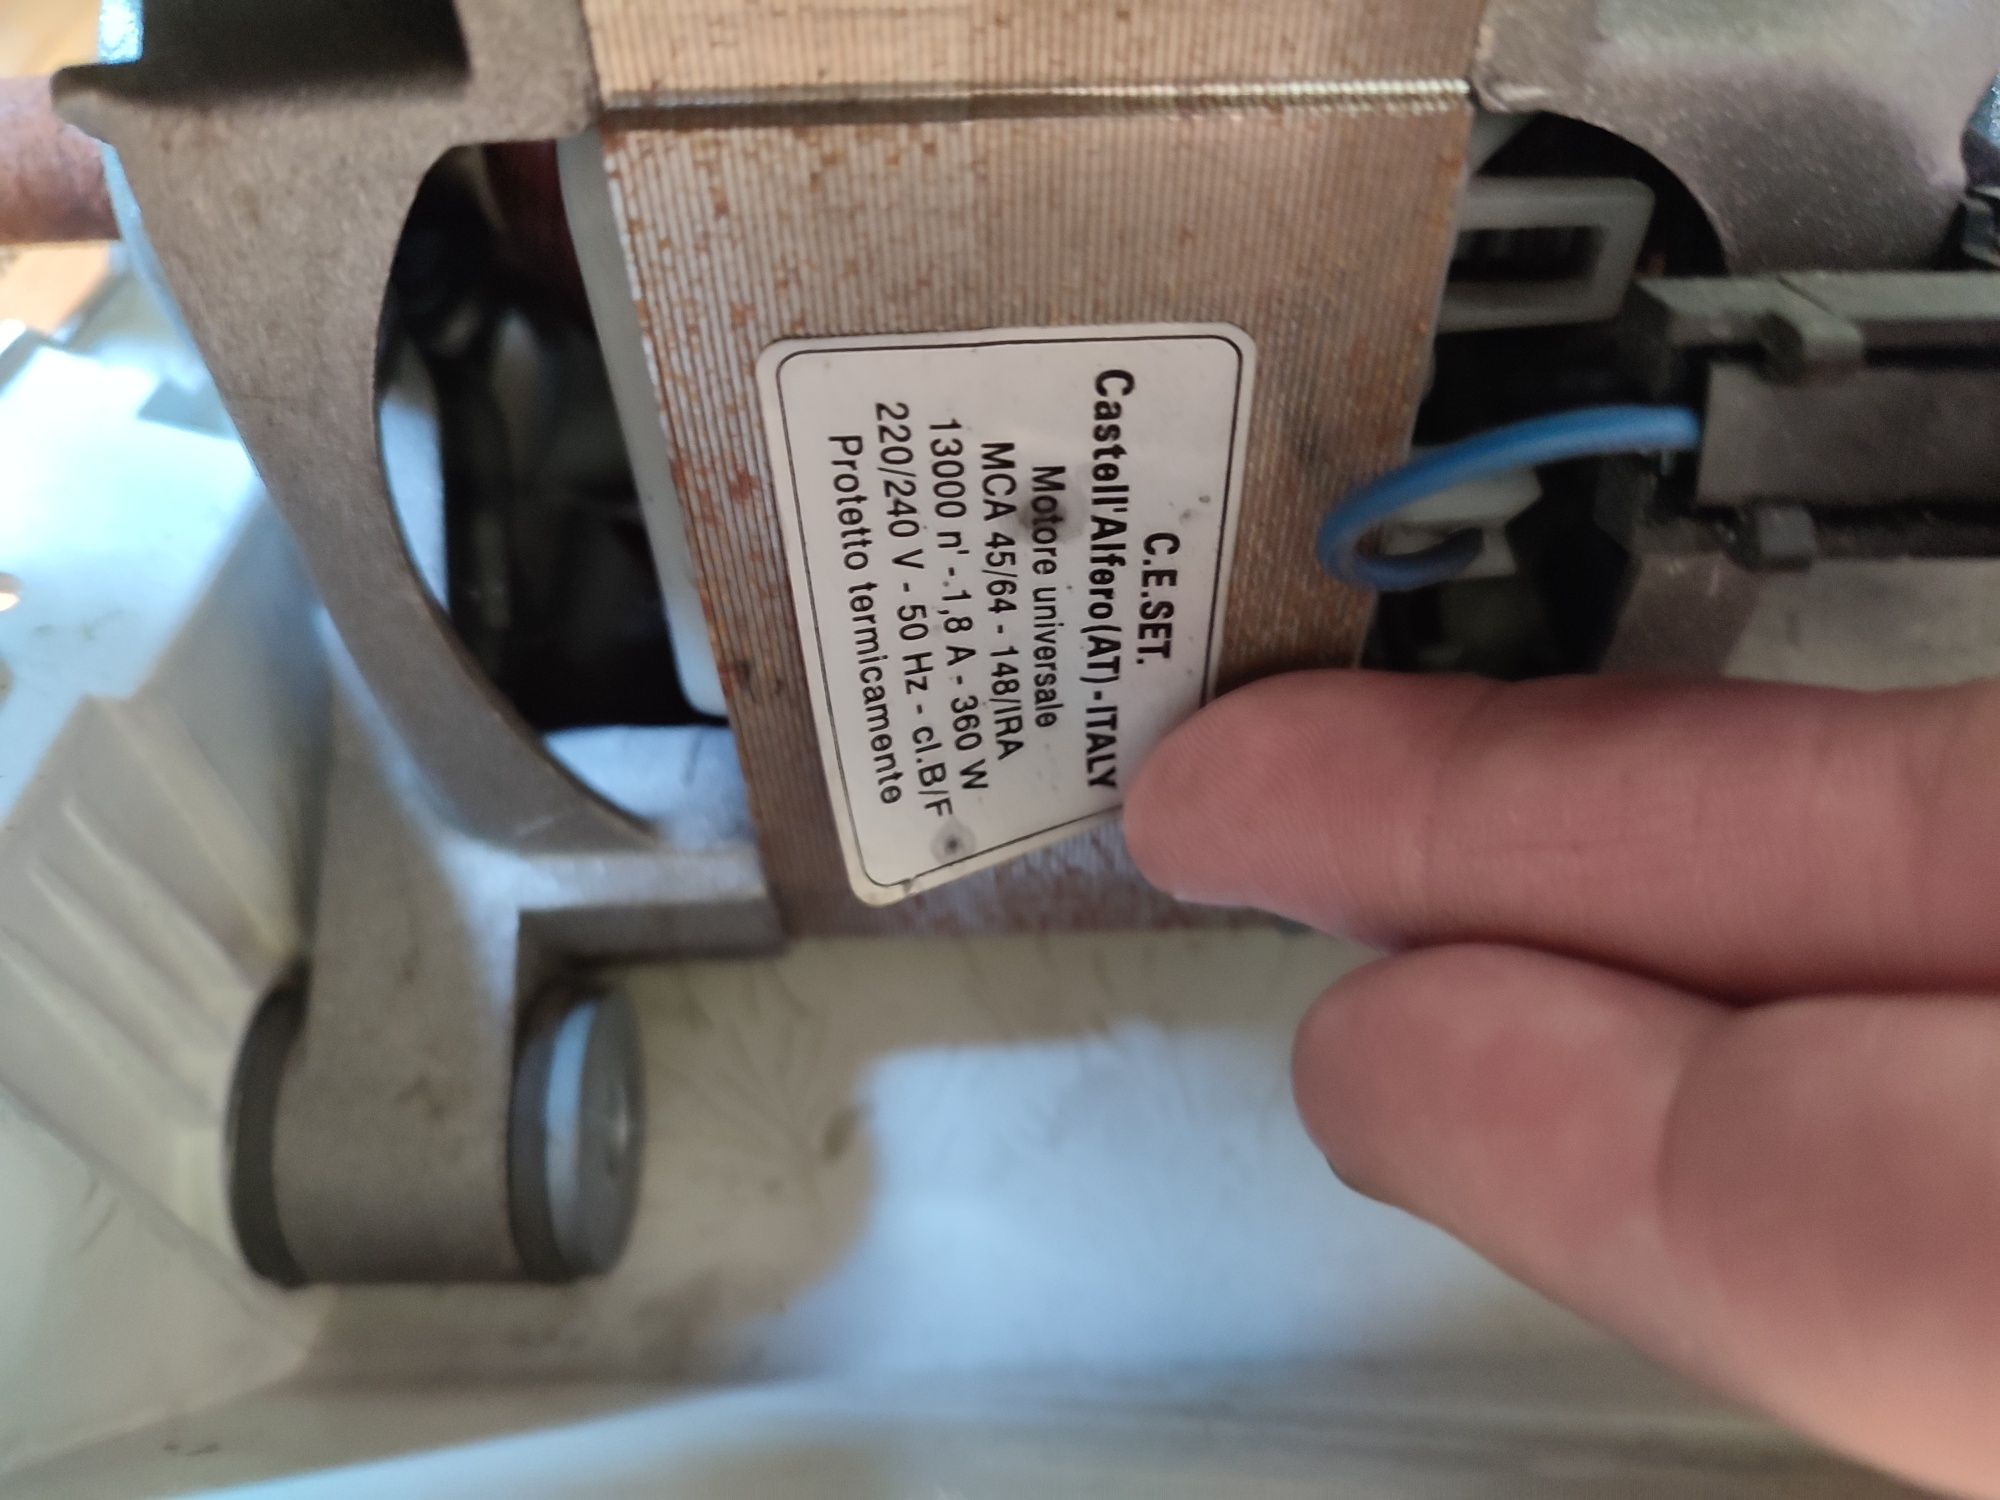 C.E.SET.
Castell'Alfero (AT) - ITALY
Motore universale
MCA 45/64 - 148/IRA
13000 n' - 1,8 A - 360 W
220/240 V - 50 Hz - cl.B/F
Protetto termicamente